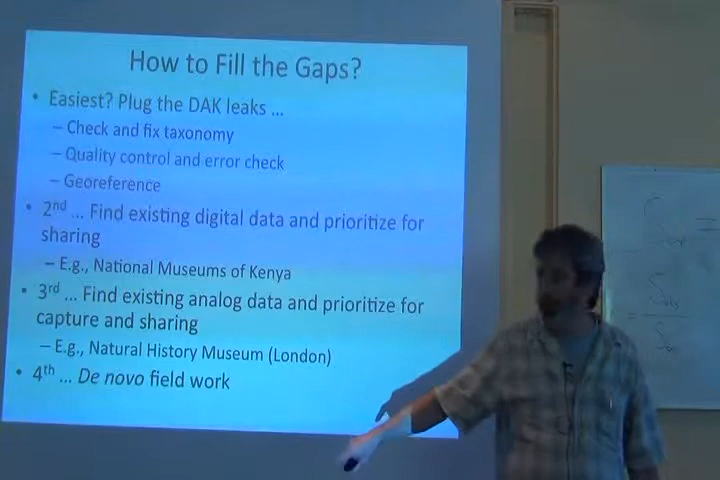 How to Fill the Gaps?
• Easiest? Plug the DAK leaks ...
– Check and fix taxonomy
– Quality control and error check
– Georeference
• 2nd ... Find existing digital data and prioritize for
sharing
– E.g., National Museums of Kenya
• 3rd ... Find existing analog data and prioritize for
capture and sharing
– E.g., Natural History Museum (London)
• 4th ... De novo field work